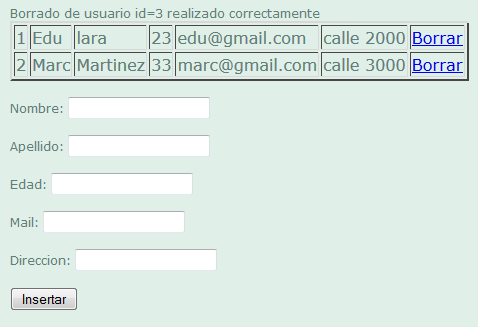 Borrado de usuario id=3 realizado correctamente
1 Edu lara 23 edu@gmail.com calle 2000 Borrar
2 Marc Martinez 33 marc@gmail.com calle 3000 Borrar
Nombre:
Apellido:
Edad:
Mail:
Direccion:
Insertar